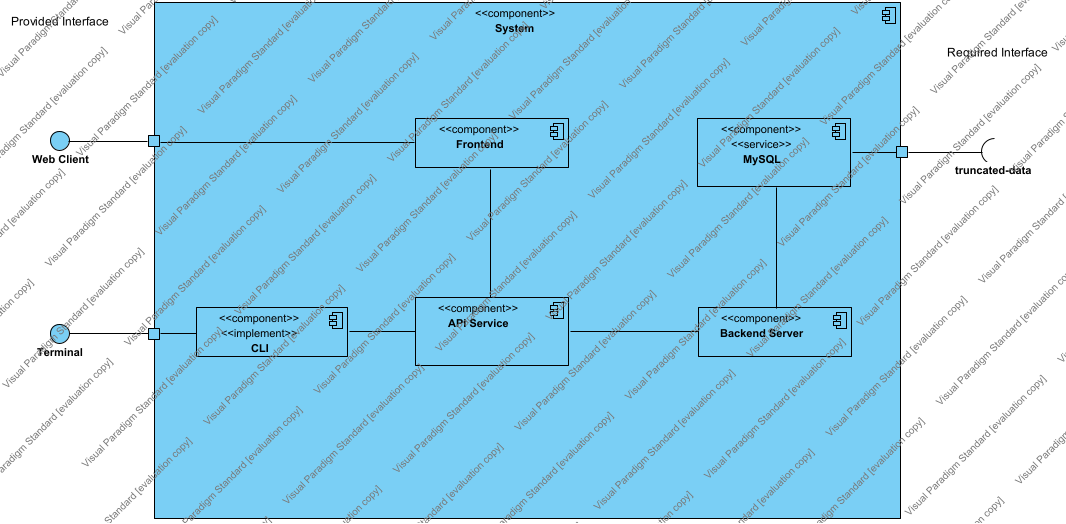 Provided Interface
<<component>>
System
Required Interface
Web Client
<<component>>
Frontend
<<component>>
<<service>>
MySQL
truncated-data
Terminal
<<component>>
<<implement>>
CLI
<<component>>
API Service
<<component>>
Backend Server
Visual Paradigm Standard [evaluation copy]